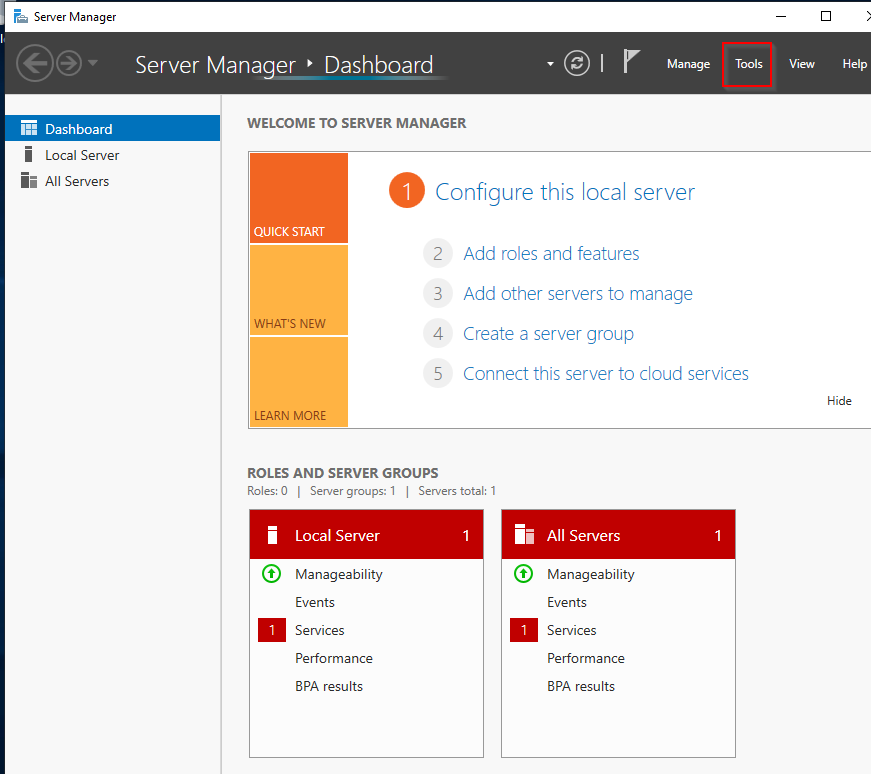 Server Manager
Server Manager ‣ Dashboard
Manage
Tools
View
Help
Dashboard
Local Server
All Servers
WELCOME TO SERVER MANAGER
QUICK START
WHAT'S NEW
LEARN MORE
1 Configure this local server
2 Add roles and features
3 Add other servers to manage
4 Create a server group
5 Connect this server to cloud services
Hide
ROLES AND SERVER GROUPS
Roles: 0 | Server groups: 1 | Servers total: 1
Local Server 1
Manageability
Events
1 Services
Performance
BPA results
All Servers 1
Manageability
Events
1 Services
Performance
BPA results